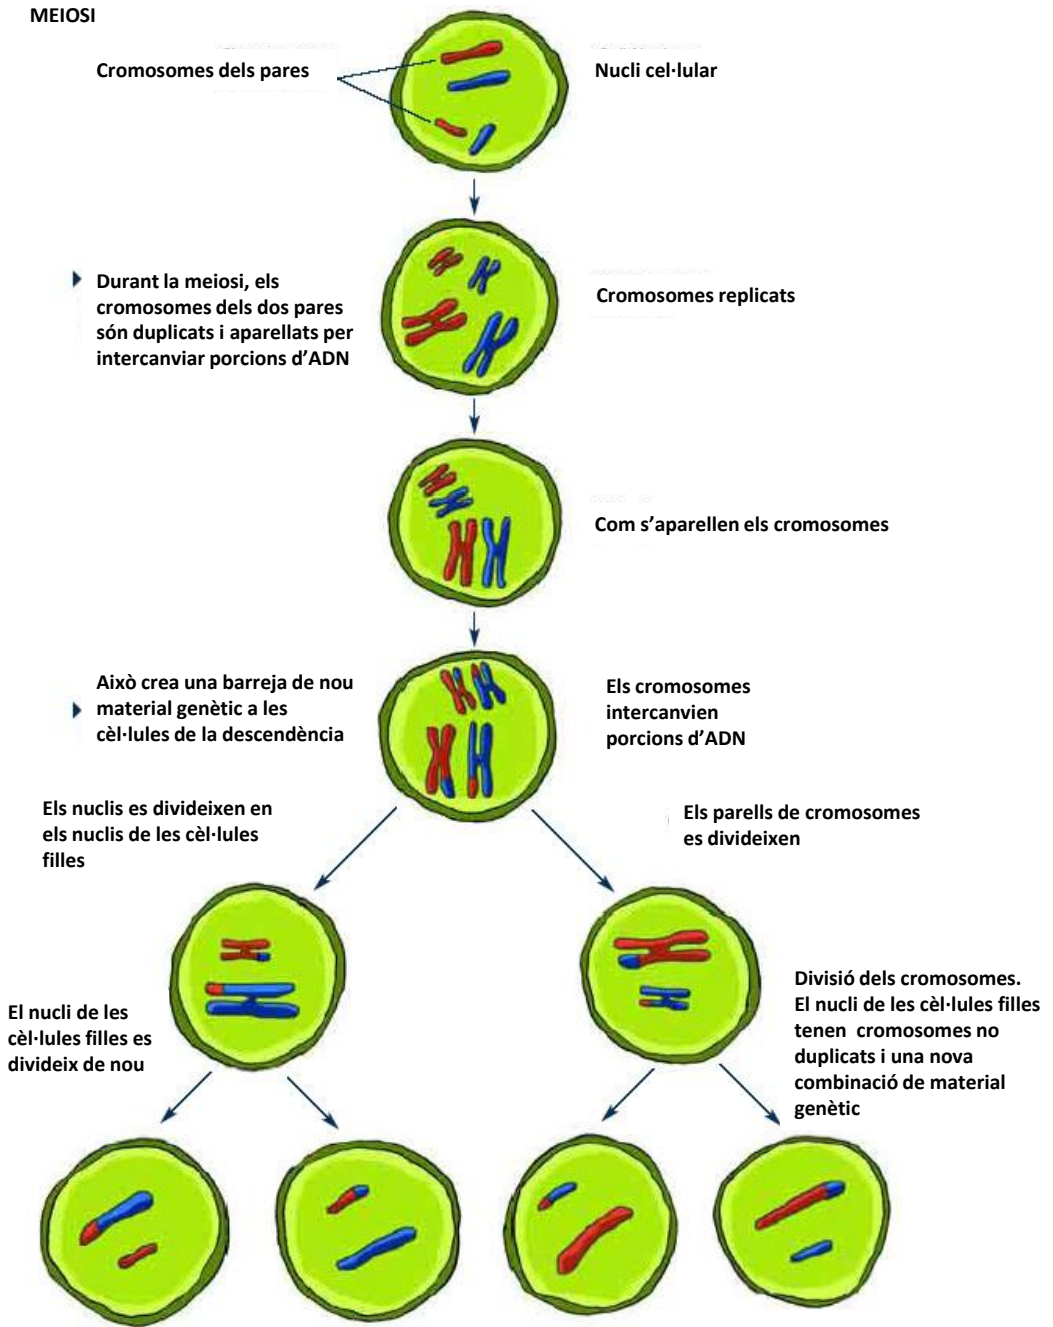 MEIOSI
Cromosomes dels pares
Nucli cel·lular
Durant la meiosi, els
cromosomes dels dos pares
són duplicats i aparellats per
intercanviar porcions d’ADN
Cromosomes replicats
Com s’aparellen els cromosomes
Això crea una barreja de nou
material genètic a les
cèl·lules de la descendència
Els cromosomes
intercanvien
porcions d’ADN
Els nuclis es divideixen en
els nuclis de les cèl·lules
filles
Els parells de cromosomes
es divideixen
El nucli de les
cèl·lules filles es
divideix de nou
Divisió dels cromosomes.
El nucli de les cèl·lules filles
tenen cromosomes no
duplicats i una nova
combinació de material
genètic